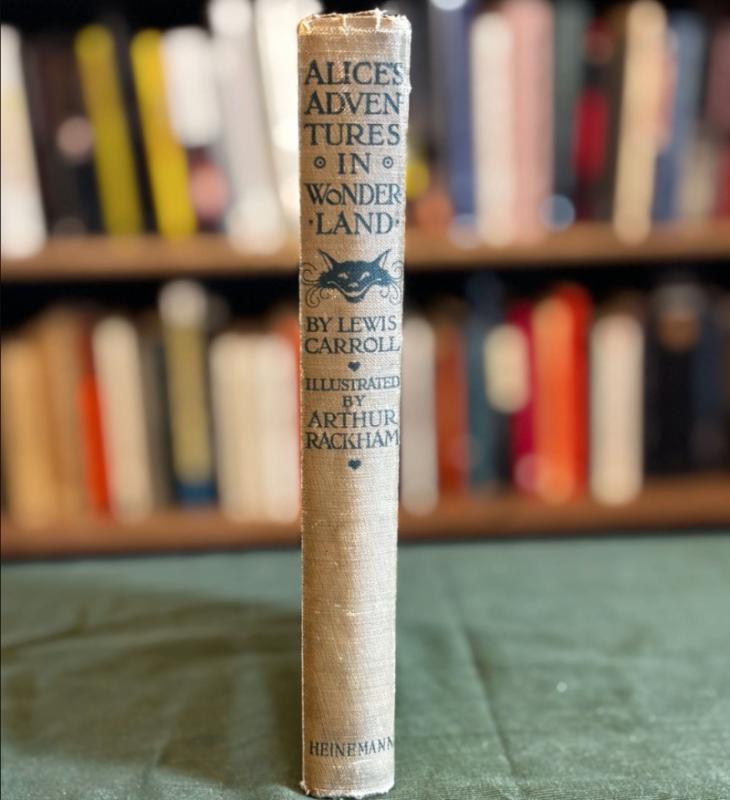 ALICE'S
ADVEN-
TURES
IN
WONDER-
·LAND·
BY LEWIS
CARROLL
ILLUSTRATED
BY
ARTHUR
RACKHAM
HEINEMANN